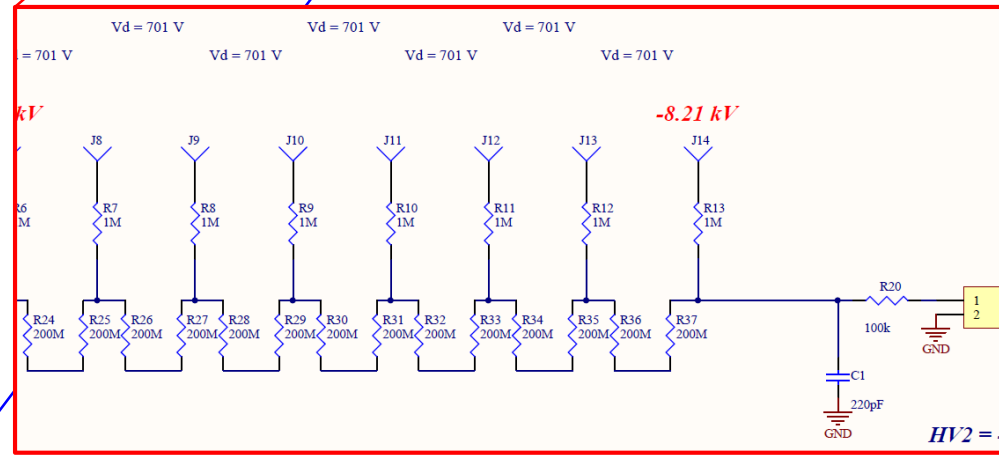 Vd = 701 V Vd = 701 V Vd = 701 V
= 701 V Vd = 701 V Vd = 701 V Vd = 701 V
kV -8.21 kV
J8 J9 J10 J11 J12 J13 J14
R6 R7 R8 R9 R10 R11 R12 R13
M 1M 1M 1M 1M 1M 1M 1M
R20
1
2
R24 R25 R26 R27 R28 R29 R30 R31 R32 R33 R34 R35 R36 R37
200M 200M 200M 200M 200M 200M 200M 200M 200M 200M 200M 200M 200M 200M
100k
GND
C1
220pF
GND
HV2 =